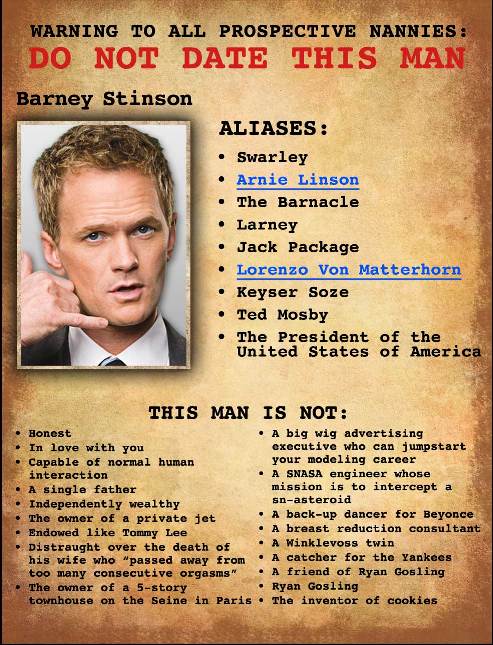 WARNING TO ALL PROSPECTIVE NANNIES:
DO NOT DATE THIS MAN
Barney Stinson
ALIASES:
• Swarley
• Arnie Linson
• The Barnacle
• Larney
• Jack Package
• Lorenzo Von Matterhorn
• Keyser Soze
• Ted Mosby
• The President of the
United States of America
THIS MAN IS NOT:
• Honest
• In love with you
• Capable of normal human
interaction
• A single father
• Independently wealthy
• The owner of a private jet
• Endowed like Tommy Lee
• Distraught over the death of
his wife who "passed away from
too many consecutive orgasms"
• The owner of a 5-story
townhouse on the Seine in Paris
• A big wig advertising
executive who can jumpstart
your modeling career
• A SNASA engineer whose
mission is to intercept a
sn-asteroid
• A back-up dancer for Beyonce
• A breast reduction consultant
• A Winklevoss twin
• A catcher for the Yankees
• A friend of Ryan Gosling
• Ryan Gosling
• The inventor of cookies